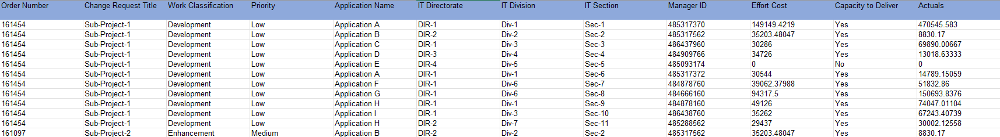 Order Number Change Request Title Work Classification Priority Application Name IT Directorate IT Division IT Section Manager ID Effort Cost Capacity to Deliver Actuals
161454 Sub-Project-1 Development Low Application A DIR-1 Div-1 Sec-1 485317370 149149.4219 Yes 470545.583
161454 Sub-Project-1 Development Low Application B DIR-2 Div-2 Sec-2 485317562 35203.48047 Yes 8830.17
161454 Sub-Project-1 Development Low Application C DIR-1 Div-3 Sec-3 486437960 30286 Yes 69890.00667
161454 Sub-Project-1 Development Low Application D DIR-3 Div-4 Sec-4 484909766 34726 Yes 13018.63333
161454 Sub-Project-1 Development Low Application E DIR-4 Div-5 Sec-5 485093174 0 No 0
161454 Sub-Project-1 Development Low Application A DIR-1 Div-1 Sec-6 485317372 30544 Yes 14789.15059
161454 Sub-Project-1 Development Low Application F DIR-1 Div-6 Sec-7 484878760 39062.37988 Yes 51832.86
161454 Sub-Project-1 Development Low Application G DIR-1 Div-6 Sec-8 484666160 94317.5 Yes 150693.8376
161454 Sub-Project-1 Development Low Application H DIR-1 Div-1 Sec-9 484878160 49126 Yes 74047.01104
161454 Sub-Project-1 Development Low Application I DIR-1 Div-3 Sec-10 486438760 35262 Yes 67243.40739
161454 Sub-Project-1 Development Low Application H DIR-2 Div-7 Sec-11 485288562 29437 Yes 30002.12558
161097 Sub-Project-2 Enhancement Medium Application B DIR-2 Div-2 Sec-2 485317562 35203.48047 Yes 8830.17